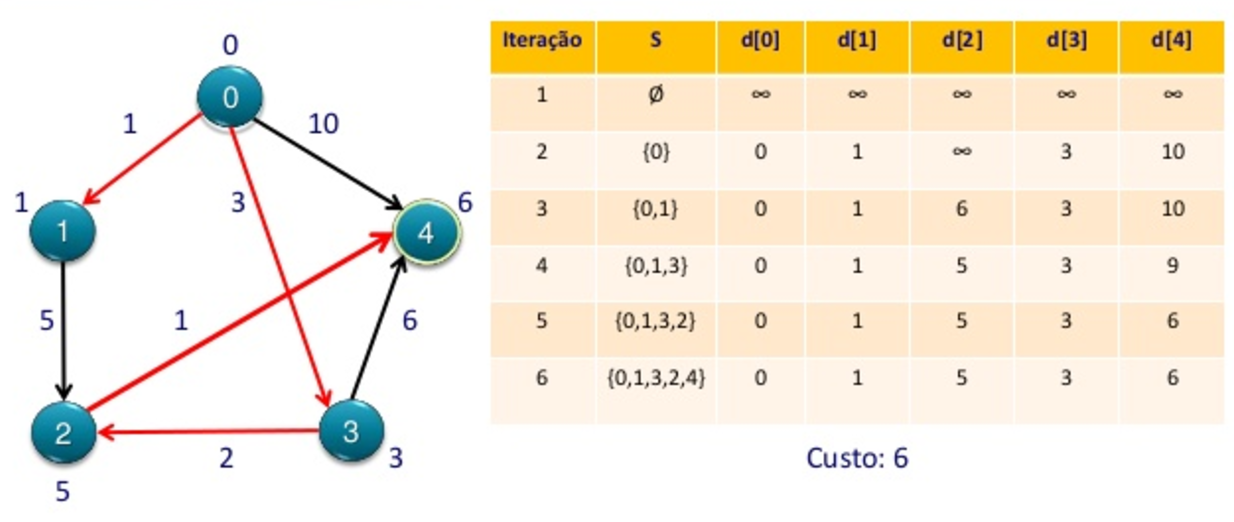 0
0
1
10
1
3
6
1
4
5
1
6
2
3
2
3
5
Iteração S d[0] d[1] d[2] d[3] d[4]
1 Ø ∞ ∞ ∞ ∞ ∞
2 {0} 0 1 ∞ 3 10
3 {0,1} 0 1 6 3 10
4 {0,1,3} 0 1 5 3 9
5 {0,1,3,2} 0 1 5 3 6
6 {0,1,3,2,4} 0 1 5 3 6
Custo: 6